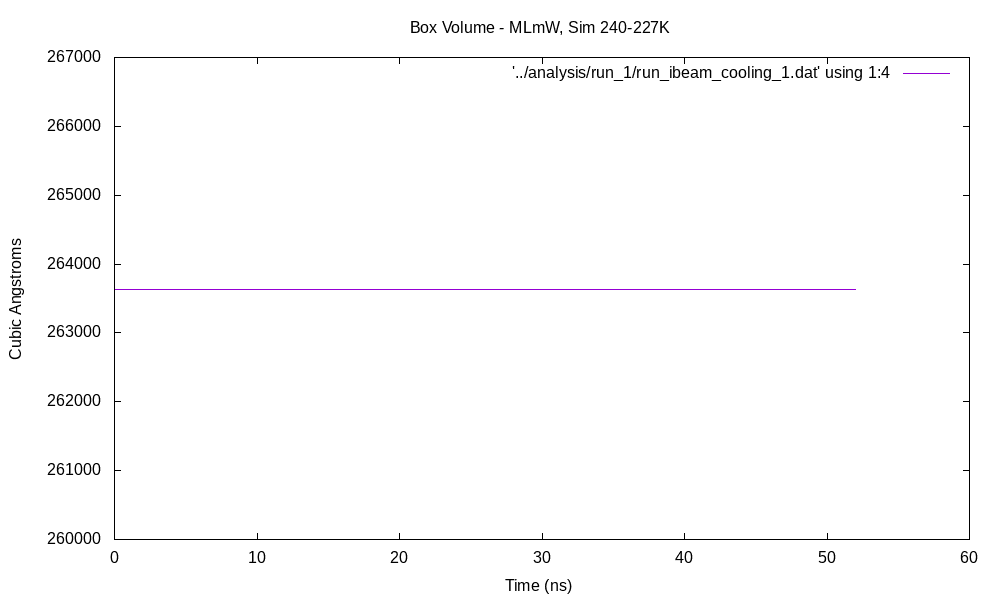 Box Volume - MLmW, Sim 240-227K
267000
'../analysis/run_1/run_ibeam_cooling_1.dat' using 1:4
266000
265000
264000
263000
262000
261000
260000
Cubic Angstroms
0 10 20 30 40 50 60
Time (ns)